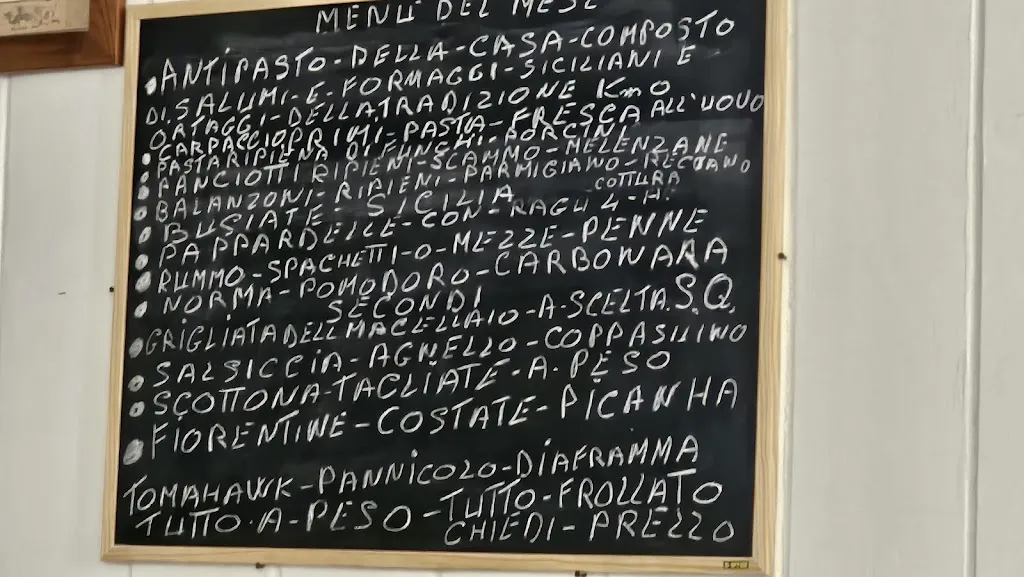 MENU DEL MESE
ANTIPASTO-DELLA-CASA-COMPOSTO
DI.SALUMI-E-FORMAGGI-SICILIANI E
ORTAGGI-DELLA.TRADIZIONE Km0
CARPACCIO PRIMI-PASTA-FRESCA ALL'UOVO
PASTA RIPIENA DI FUNGHI-PORCINI
PANCIOTTI RIPIENI-SCAMMO-MELENZANE
BALANZONI-RIPIENI-PARMIGIANO-REGGANO
BUSIATE SICILIA COTTURA
PAPPARDELLE-CON-RAGU 4-H.
RUMMO-SPACHETTI-O-MEZZE-PENNE
NORMA-POMODORO-CARBONARA
SECONDI
GRIGLIATA DELL MACELLAIO-A-SCELTA.S.Q.
SALSICCIA-AGNELLO-COPPASUINO
SCOTTONA-TAGLIATE-A.PESO
FIORENTINE-COSTATE-PICANHA
TOMAHAWK-PANNICOLO-DIAFRAMMA
TUTTO.A-PESO-TUTTO-FROLLATO
CHIEDI-PREZZO